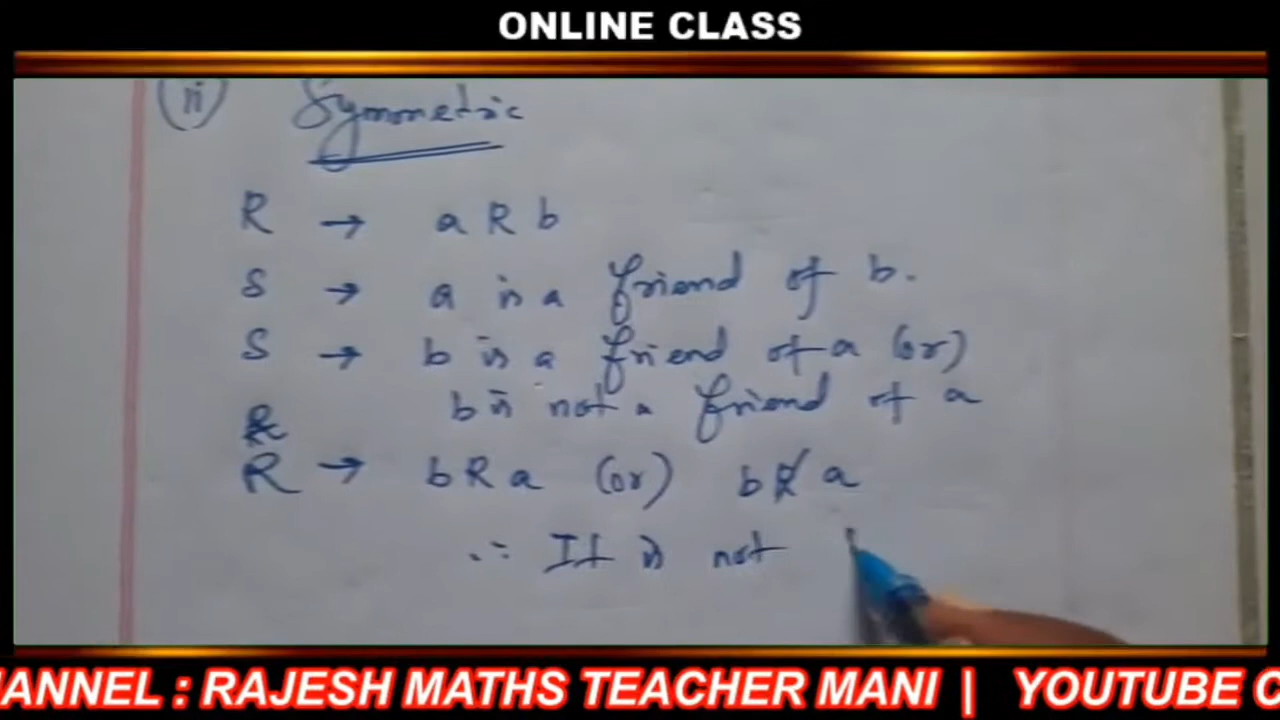 ONLINE CLASS
(ii) Symmetric
R → a R b
S → a is a friend of b.
S → b is a friend of a (or)
b is not a friend of a
R → b R a (or) b R̸ a
∴ It is not
HANNEL : RAJESH MATHS TEACHER MANI | YOUTUBE C